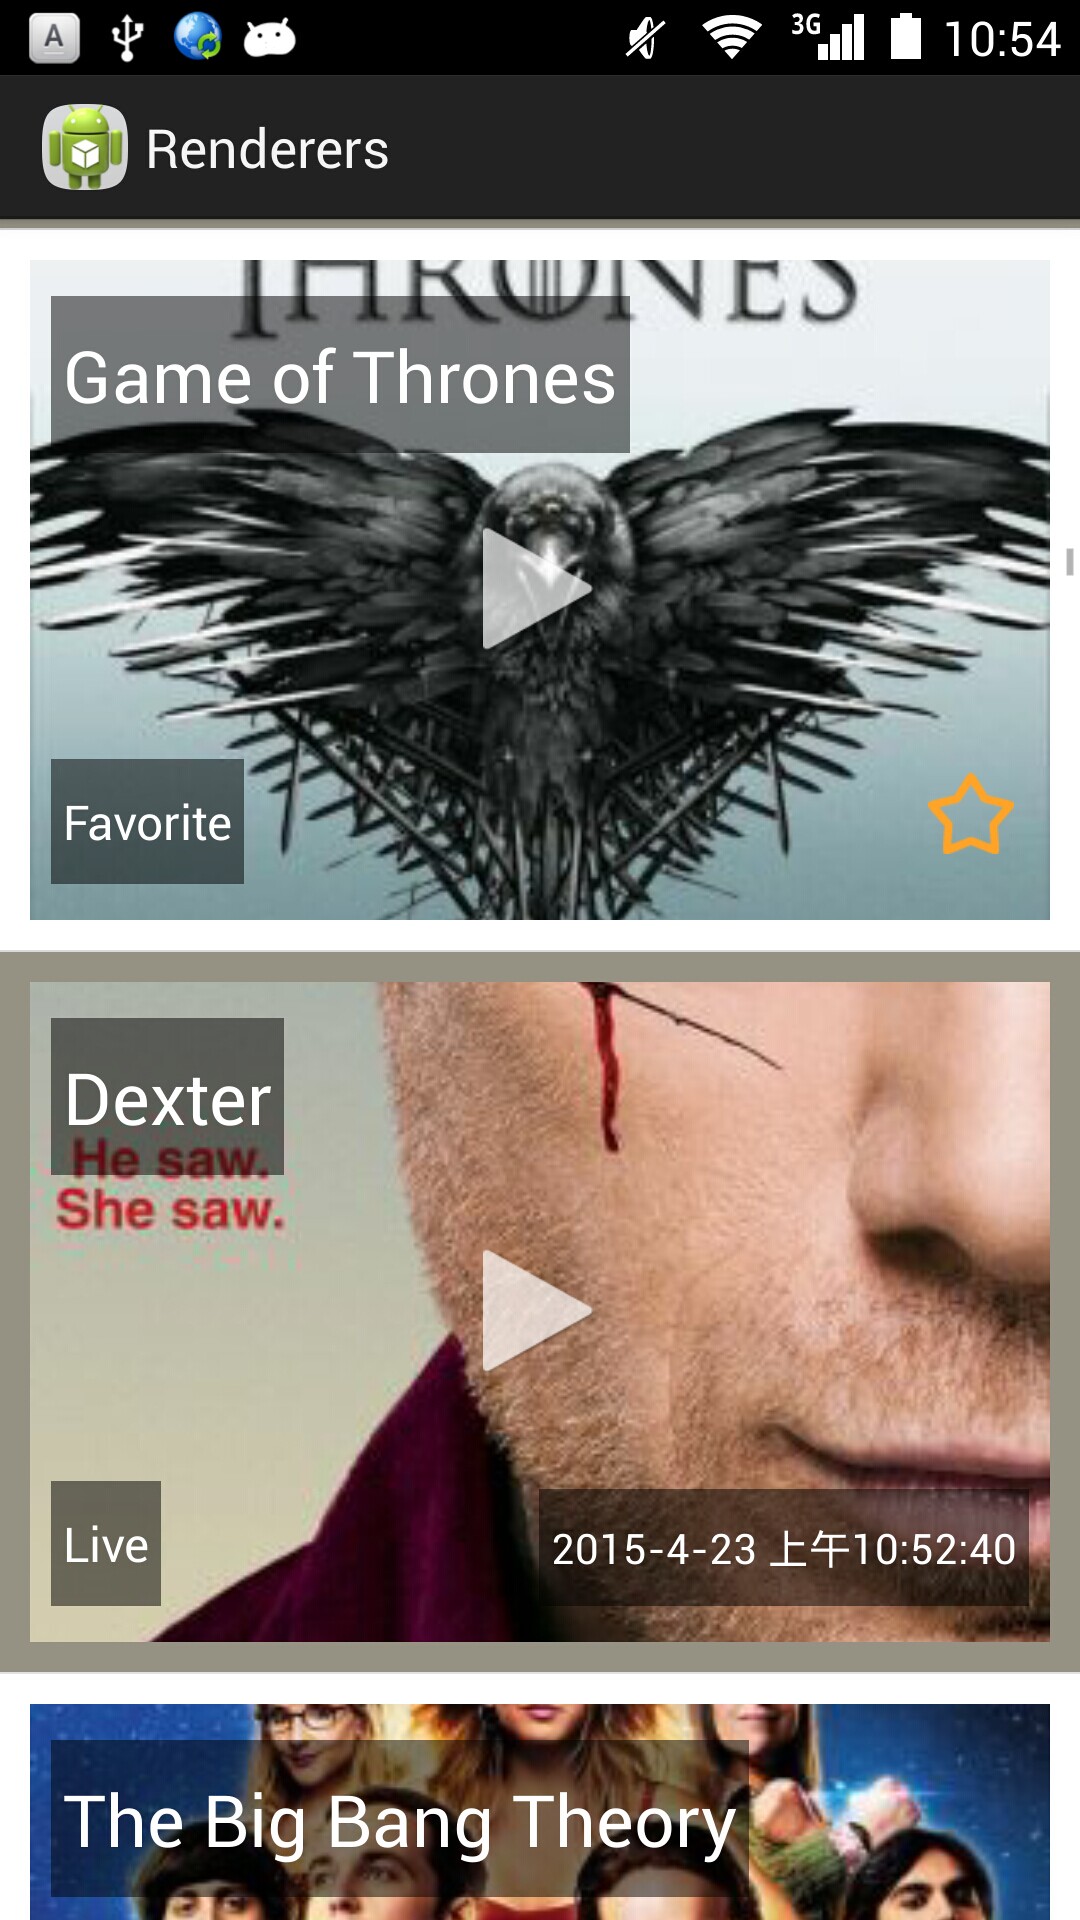 A
3G
10:54
Renderers
THRONES
Game of Thrones
Favorite
Dexter
He saw.
She saw.
Live
2015-4-23 上午10:52:40
The Big Bang Theory